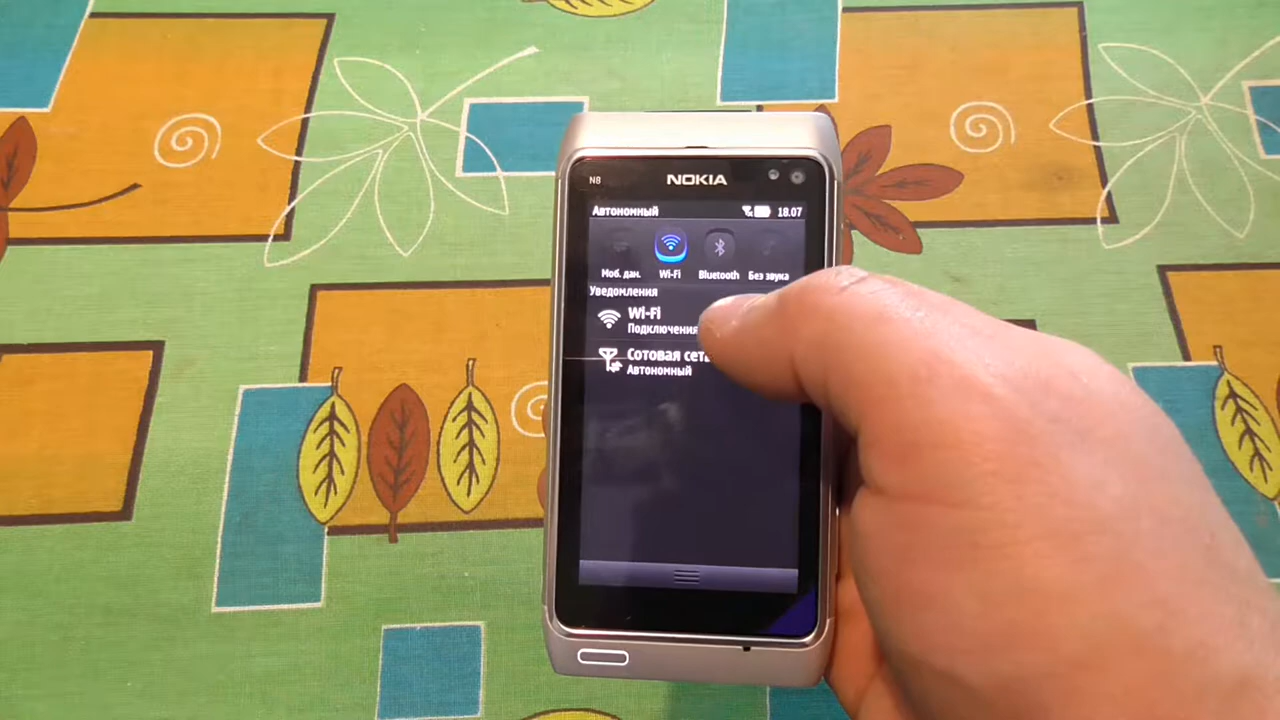 N8 NOKIA
Автономный 18.07
Моб. дан. Wi-Fi Bluetooth Без звука
Уведомления
Wi-Fi
Подключения
Сотовая сеть
Автономный